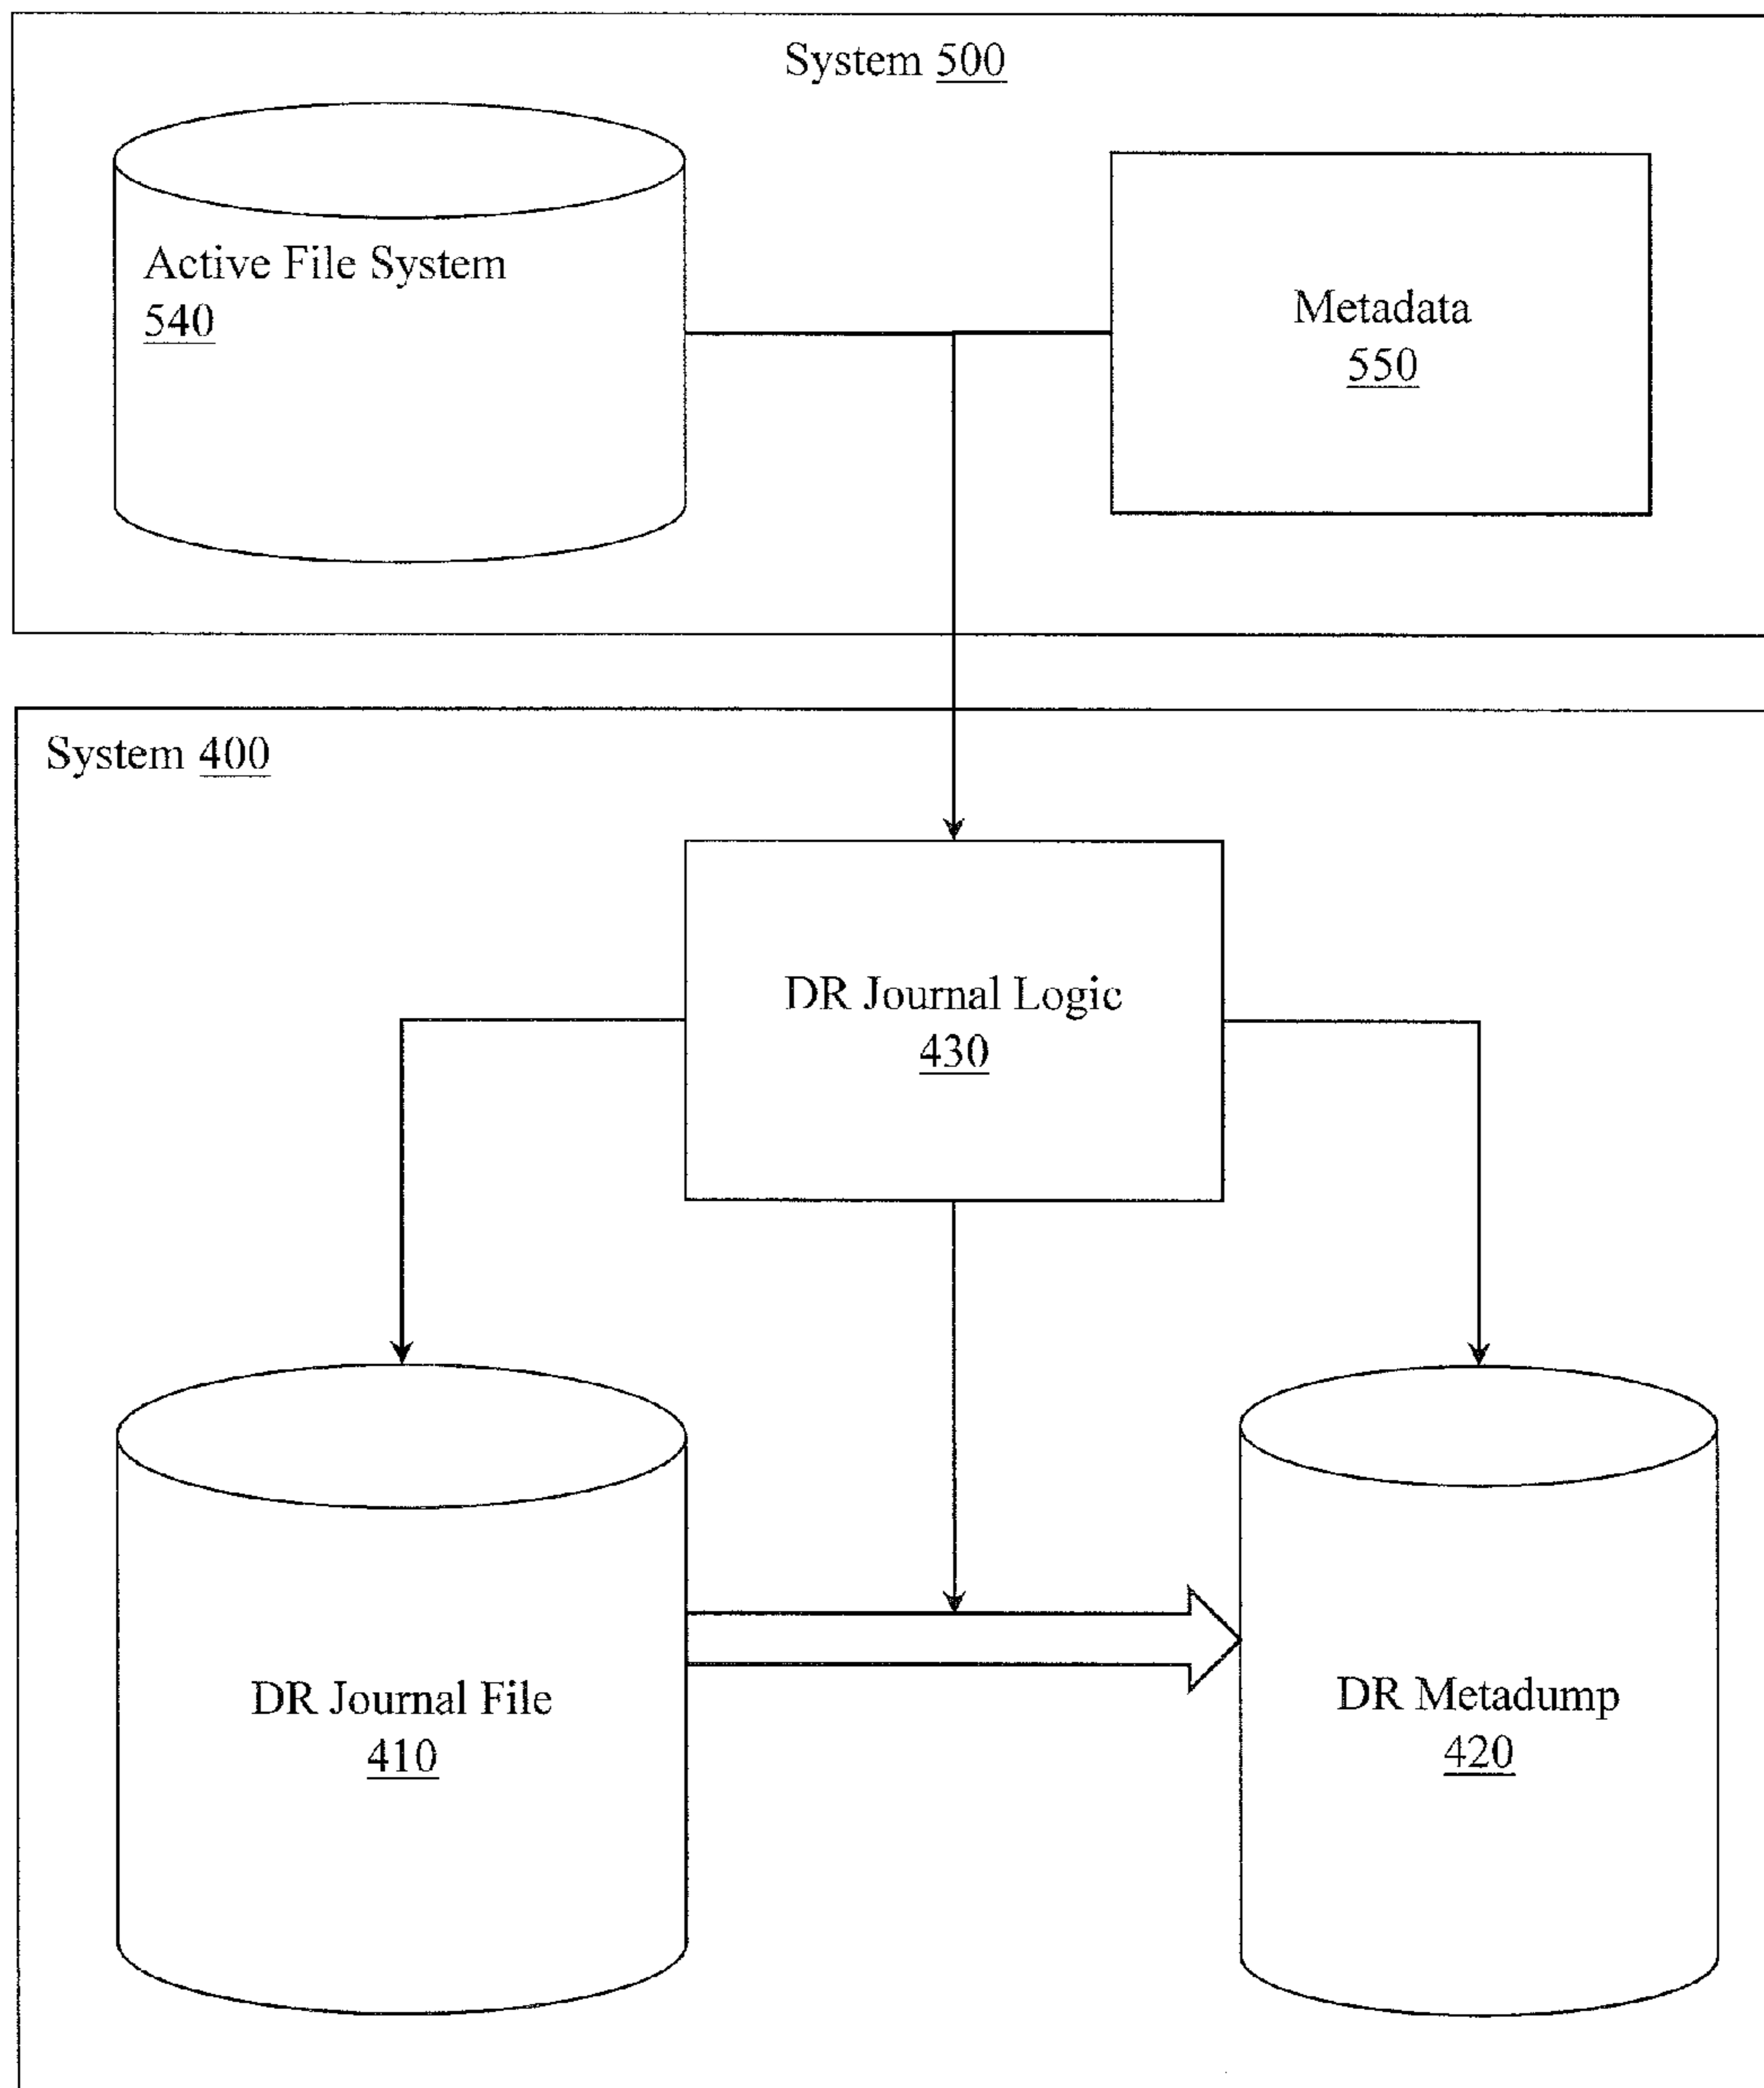 System 500
Active File System
540
Metadata
550
System 400
DR Journal Logic
430
DR Journal File
410
DR Metadump
420